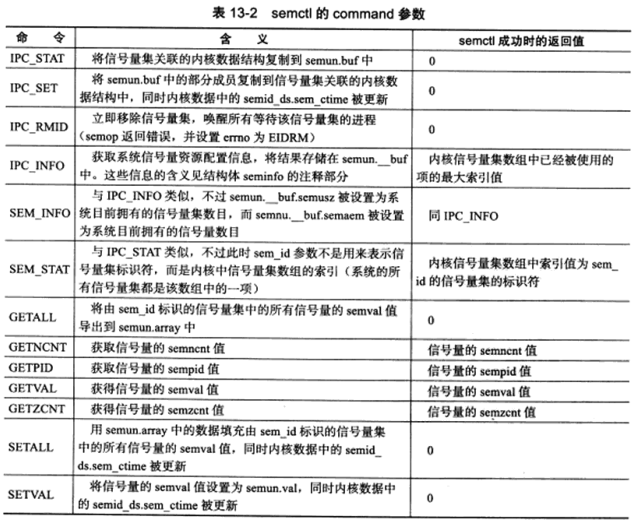 表 13-2 semctl 的 command 参数
命 令 含 义 semctl 成功时的返回值
IPC_STAT 将信号量集关联的内核数据结构复制到 semun.buf 中 0
IPC_SET 将 semun.buf 中的部分成员复制到信号量集关联的内核数
据结构中，同时内核数据中的 semid_ds.sem_ctime 被更新 0
IPC_RMID 立即移除信号量集，唤醒所有等待该信号量集的进程
（semop 返回错误，并设置 errno 为 EIDRM） 0
IPC_INFO 获取系统信号量资源配置信息，将结果存储在 semun.__buf 内核信号量集数组中已经被使用的
中。这些信息的含义见结构体 seminfo 的注释部分 项的最大索引值
与 IPC_INFO 类似，不过 semun.__buf.semusz 被设置为系
SEM_INFO 统目前拥有的信号量集数目，而 semnu.__buf.semaem 被设置 同 IPC_INFO
为系统目前拥有的信号量数目
与 IPC_STAT 类似，不过此时 sem_id 参数不是用来表示信
SEM_STAT 号量集标识符，而是内核中信号量集数组的索引（系统的所 内核信号量集数组中索引值为 sem_
有信号量集都是该数组中的一项） id 的信号量集的标识符
GETALL 将由 sem_id 标识的信号量集中的所有信号量的 semval 值
导出到 semun.array 中 0
GETNCNT 获取信号量的 semncnt 值 信号量的 semncnt 值
GETPID 获取信号量的 sempid 值 信号量的 sempid 值
GETVAL 获得信号量的 semval 值 信号量的 semval 值
GETZCNT 获得信号量的 semzcnt 值 信号量的 semzcnt 值
用 semun.array 中的数据填充由 sem_id 标识的信号量集
SETALL 中的所有信号量的 semval 值，同时内核数据中的 semid_ 0
ds.sem_ctime 被更新
SETVAL 将信号量的 semval 值设置为 semun.val，同时内核数据中
的 semid_ds.sem_ctime 被更新 0